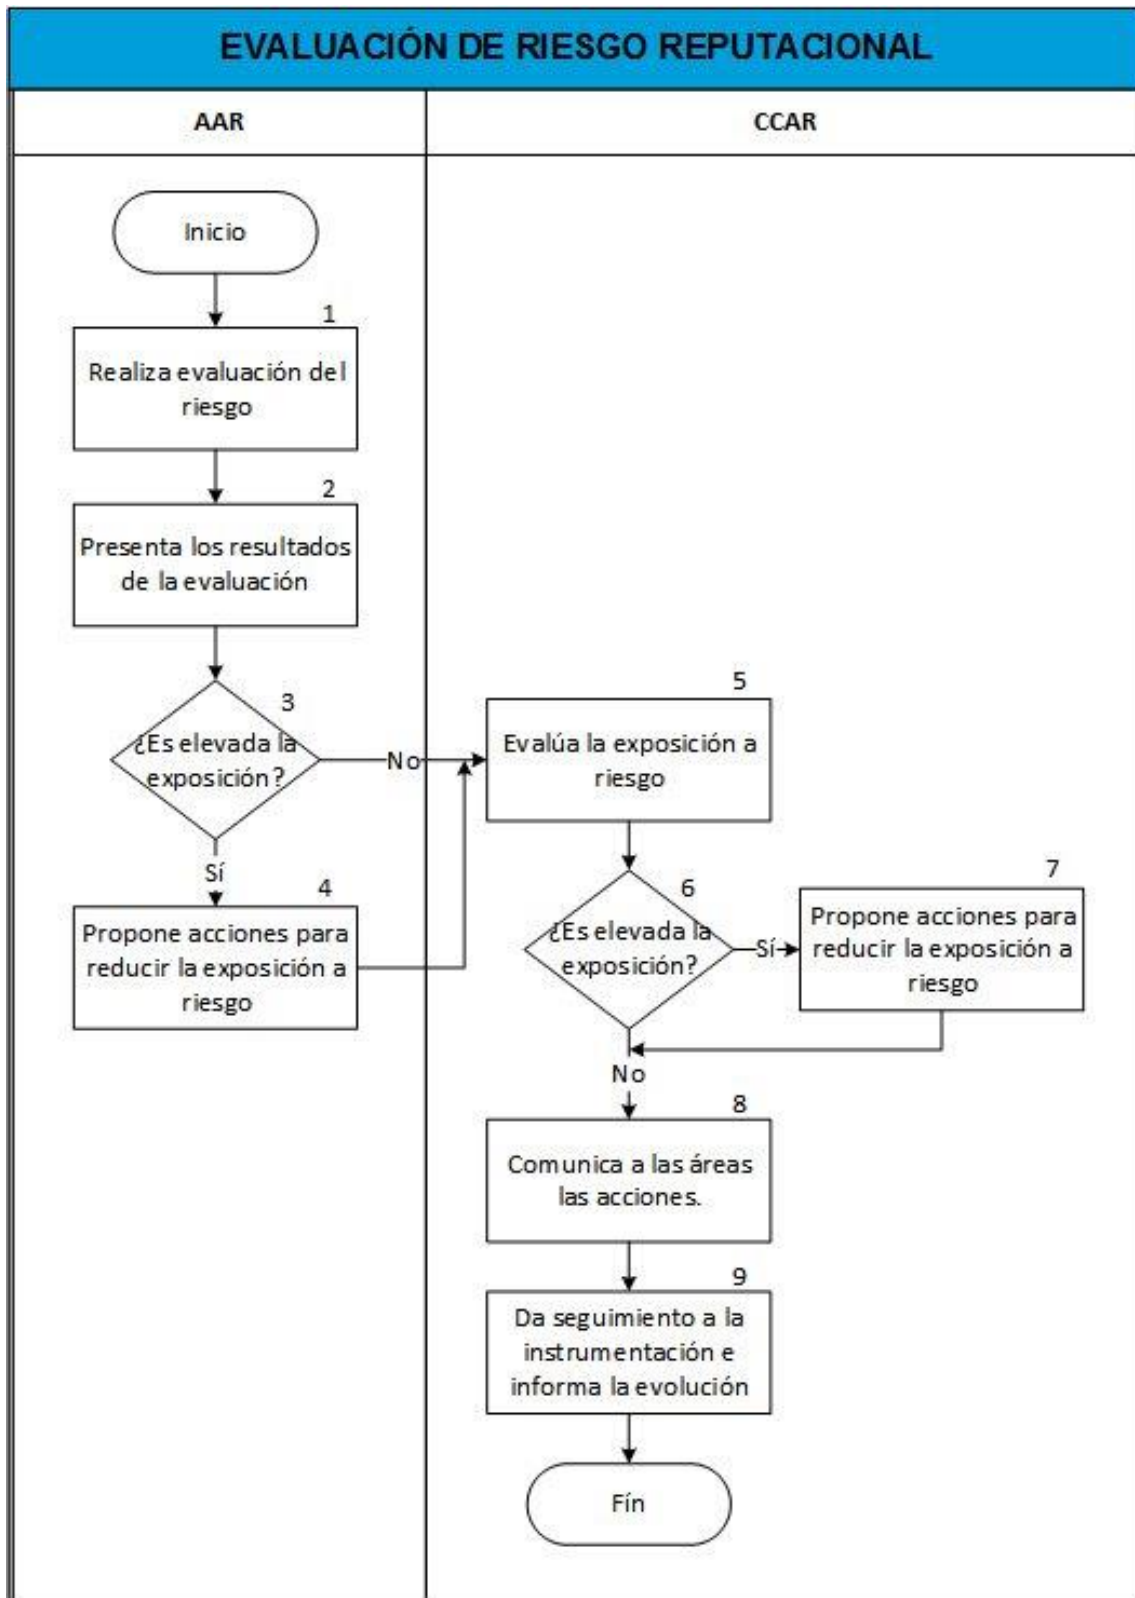 EVALUACIÓN DE RIESGO REPUTACIONAL
AAR
CCAR
Inicio
1
Realiza evaluación del
riesgo
2
Presenta los resultados
de la evaluación
3
¿Es elevada la
exposición?
No
Sí
4
Propone acciones para
reducir la exposición a
riesgo
5
Evalúa la exposición a
riesgo
6
¿Es elevada la
exposición?
Sí
7
Propone acciones para
reducir la exposición a
riesgo
No
8
Comunica a las áreas
las acciones.
9
Da seguimiento a la
instrumentación e
informa la evolución
Fín